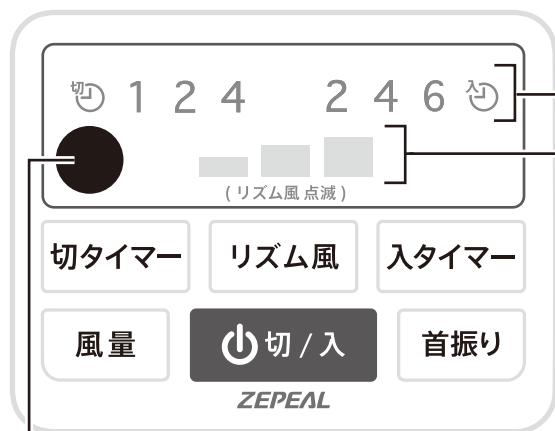 切 1 2 4 2 4 6 入
(リズム風 点滅)
切タイマー リズム風 入タイマー
風量 切/入 首振り
ZEPEAL